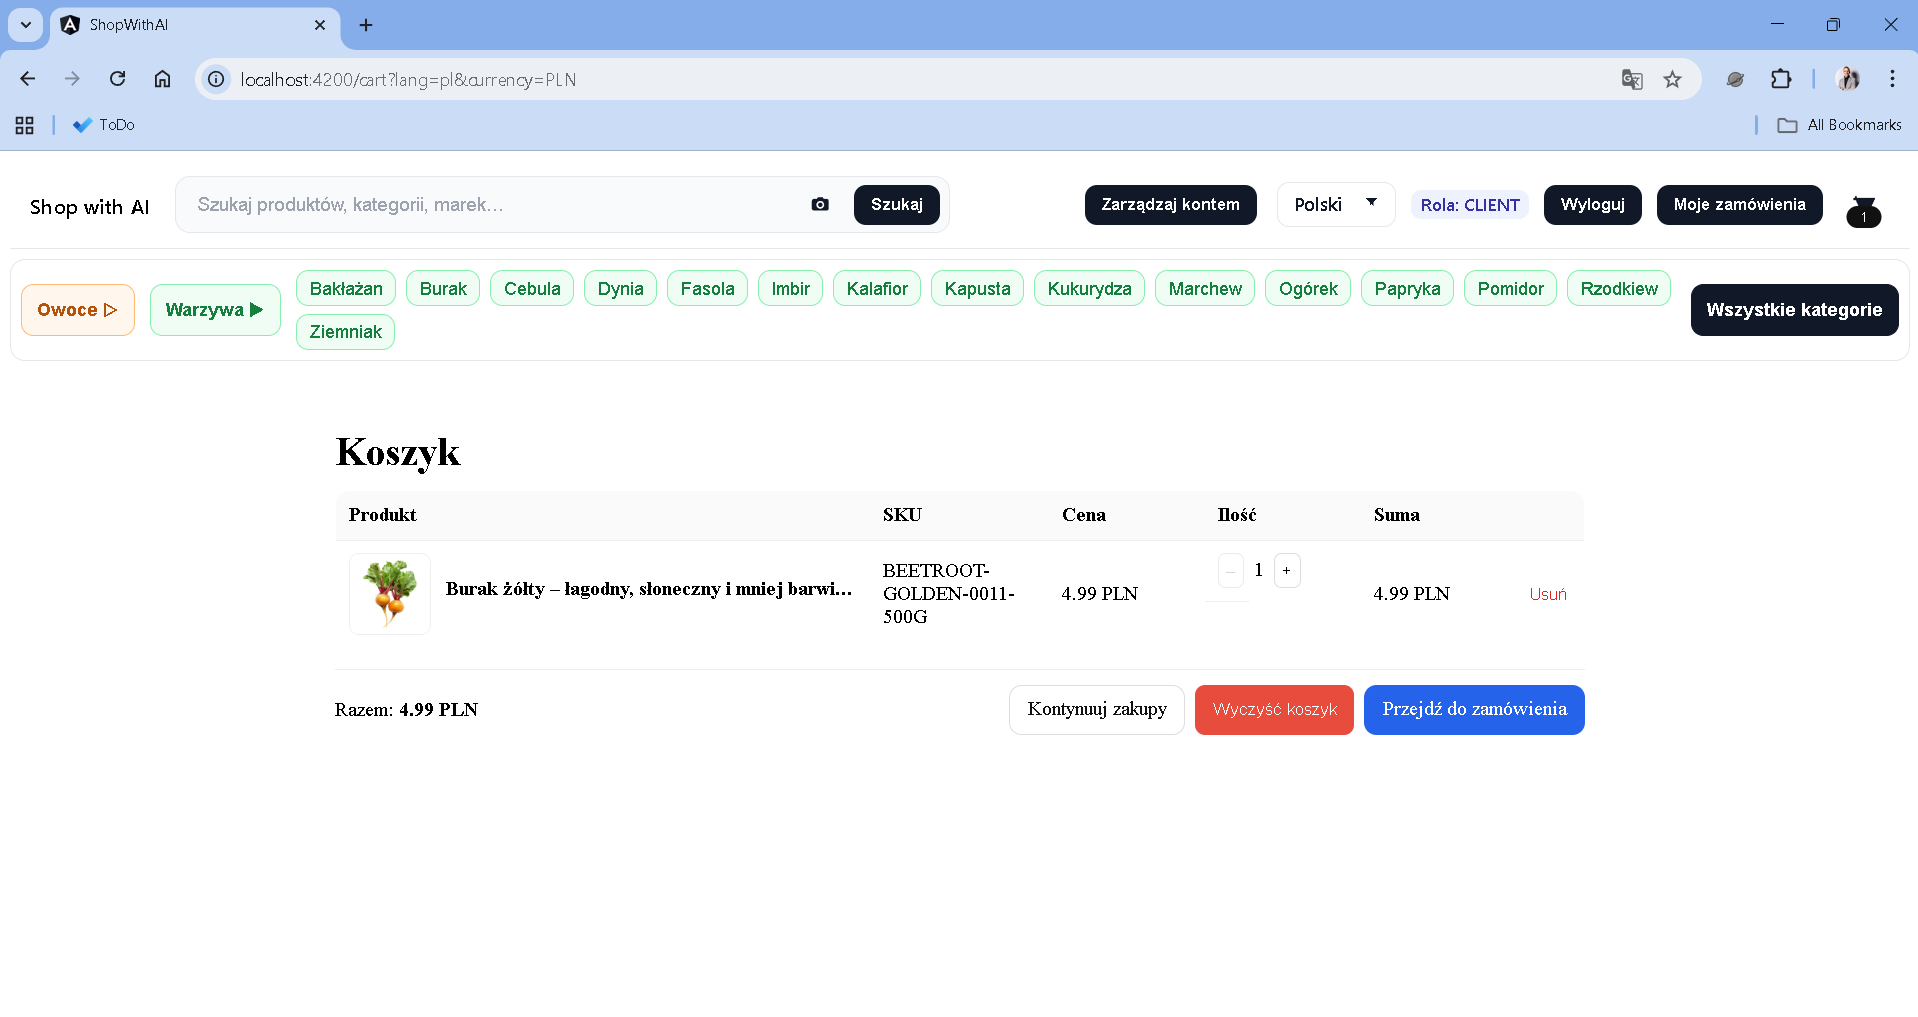 ShopWithAI
localhost:4200/cart?lang=pl&currency=PLN
ToDo
All Bookmarks
Shop with AI
Szukaj produktów, kategorii, marek...
Szukaj
Zarządzaj kontem
Polski
Rola: CLIENT
Wyloguj
Moje zamówienia
1
Owoce ▷
Warzywa ▶
Bakłażan
Burak
Cebula
Dynia
Fasola
Imbir
Kalafior
Kapusta
Kukurydza
Marchew
Ogórek
Papryka
Pomidor
Rzodkiew
Ziemniak
Wszystkie kategorie
Koszyk
Produkt SKU Cena Ilość Suma
Burak żółty – łagodny, słoneczny i mniej barwi...
BEETROOT-
GOLDEN-0011-
500G
4.99 PLN
– 1 +
4.99 PLN
Usuń
Razem: 4.99 PLN
Kontynuuj zakupy
Wyczyść koszyk
Przejdź do zamówienia